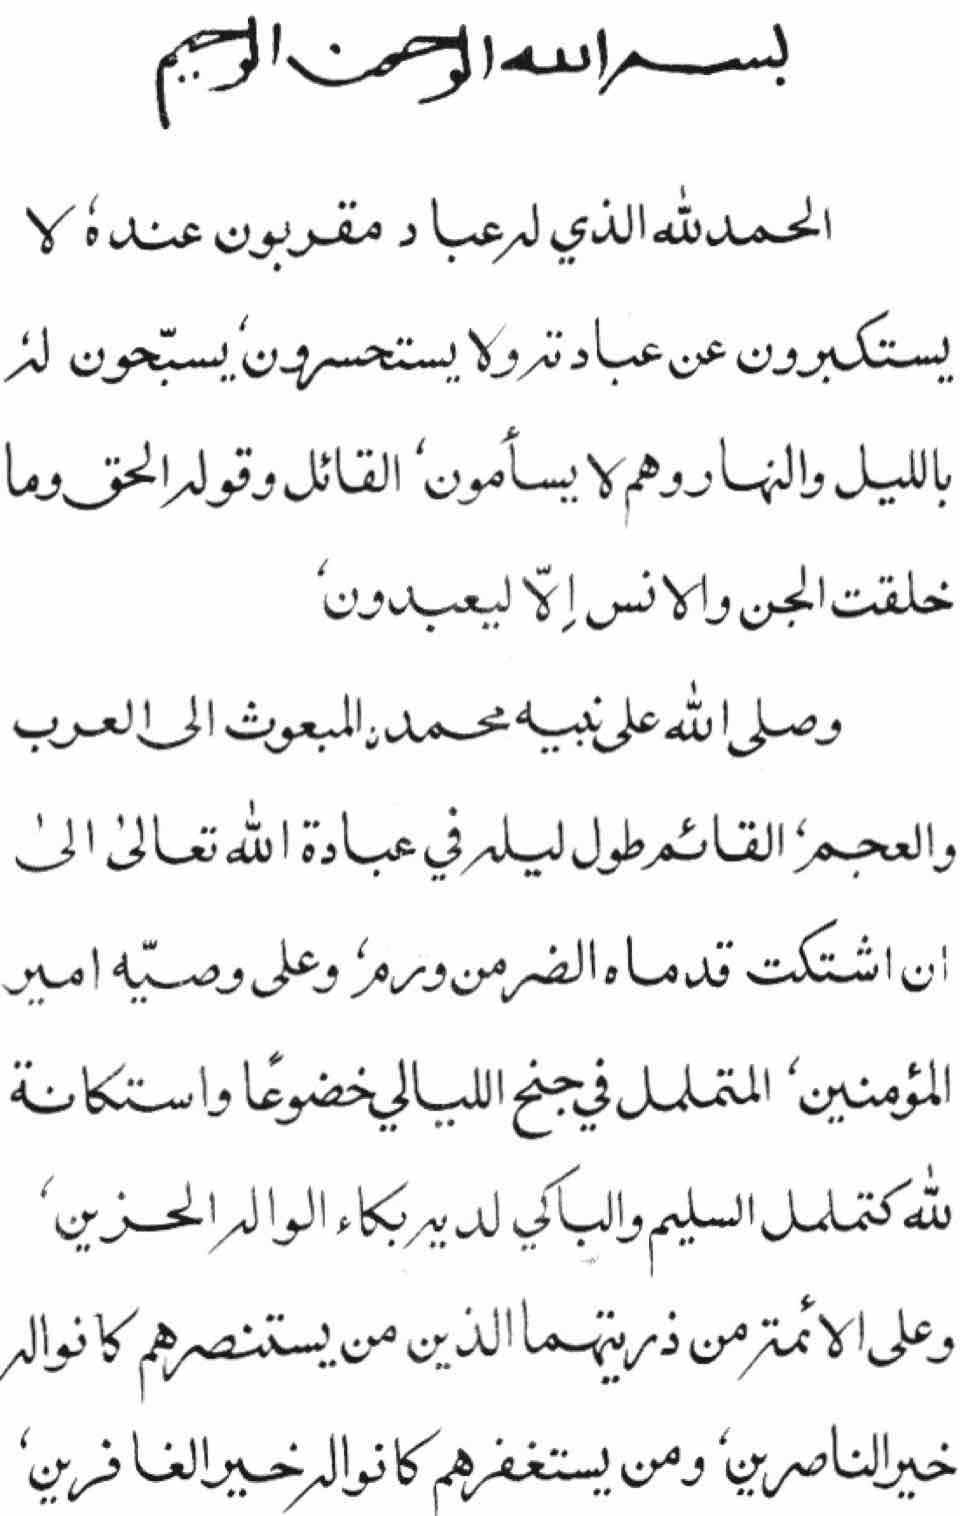 بسم الله الرحمن الرحيم
الحمد لله الذي له عباد مقربون عنده، لا
يستكبرون عن عبادته ولا يستحسرون، يسبّحون له
بالليل والنهار وهم لا يسأمون، القائل وقوله الحق وما
خلقت الجن والانس إلّا ليعبدون،
وصلى الله على نبيه محمد ن المبعوث الى العرب
والعجم، القائم طول ليله في عبادة الله تعالىٰ الىٰ
ان اشتكت قدماه الضر من ورم، وعلى وصيّه امير
المؤمنين، المتململ في جنح الليالي خضوعًا واستكانة
لله كتململ السليم والباكي لديه بكاء الواله الحزين،
وعلى الأئمة من ذريتهما الذين من يستنصرهم كانوا له
خير الناصرين، ومن يستغفرهم كانوا له خير الغافرين،